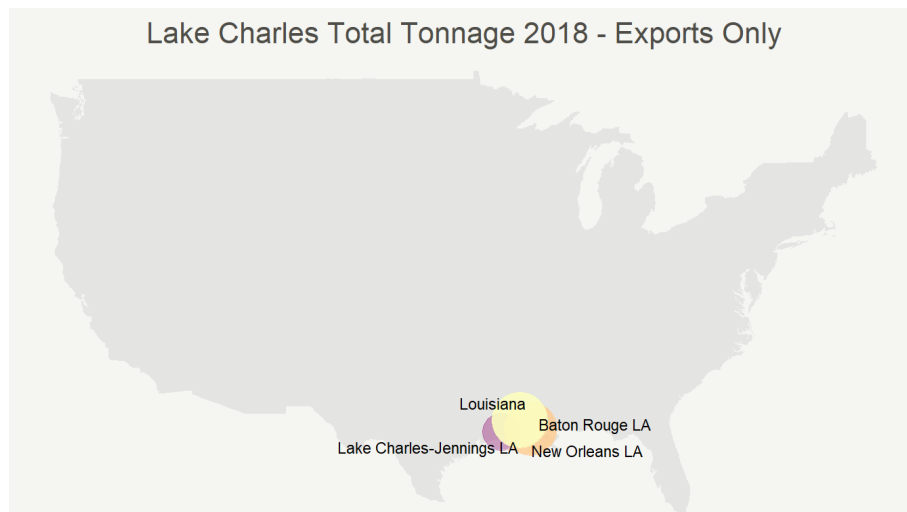 Lake Charles Total Tonnage 2018 - Exports Only
Louisiana
Baton Rouge LA
Lake Charles-Jennings LA
New Orleans LA